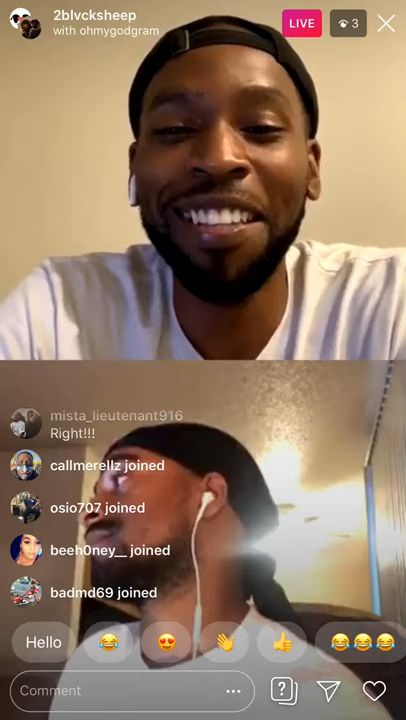 2blvcksheep
with ohmygodgram
LIVE
3
mista_lieutenant916
Right!!!
callmerellz joined
osio707 joined
beeh0ney__ joined
badmd69 joined
Hello 😂 😍 👋 👍 😂😂😂
Comment